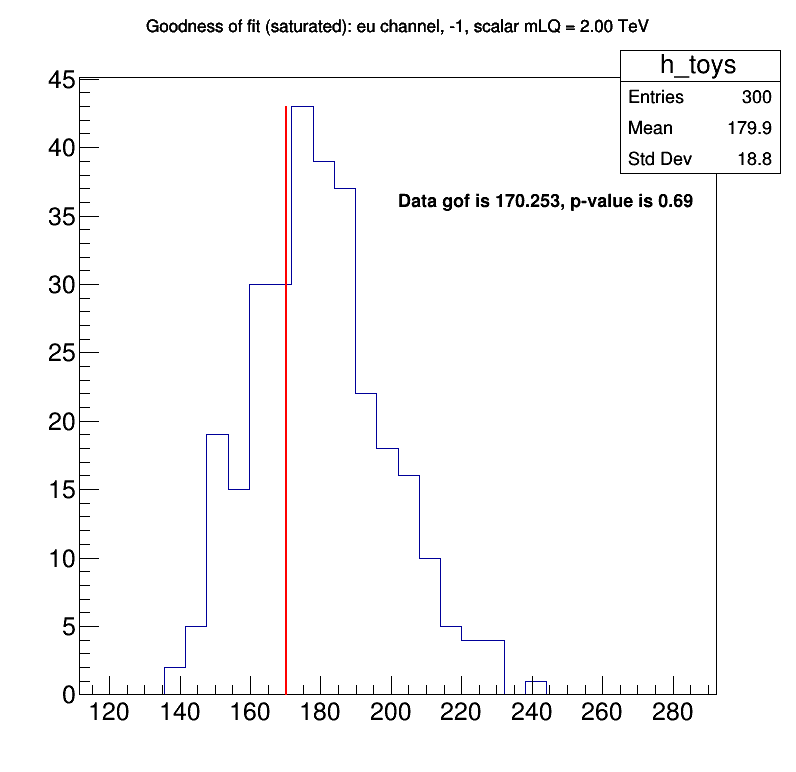 Goodness of fit (saturated): eu channel, -1, scalar mLQ = 2.00 TeV
h_toys
Entries 300
Mean 179.9
Std Dev 18.8
Data gof is 170.253, p-value is 0.69
45
40
35
30
25
20
15
10
5
0
120 140 160 180 200 220 240 260 280